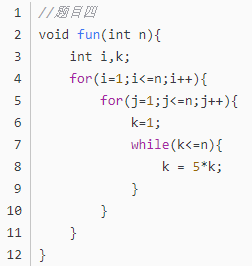 1 //题目四
2 void fun(int n){
3     int i,k;
4     for(i=1;i<=n;i++){
5         for(j=1;j<=n;j++){
6             k=1;
7             while(k<=n){
8                 k = 5*k;
9             }
10         }
11     }
12 }